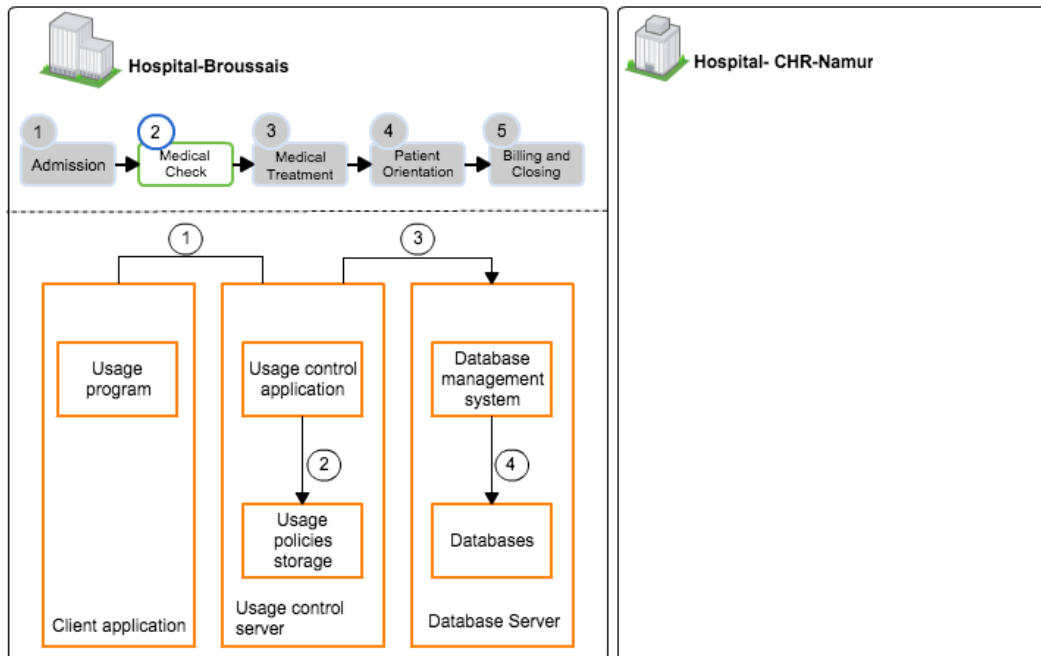 Hospital-Broussais
Hospital- CHR-Namur
1
2
3
4
5
Admission
Medical
Check
Medical
Treatment
Patient
Orientation
Billing and
Closing
1
3
Usage
program
Usage control
application
Database
management
system
2
4
Usage
policies
storage
Databases
Client application
Usage control
server
Database Server